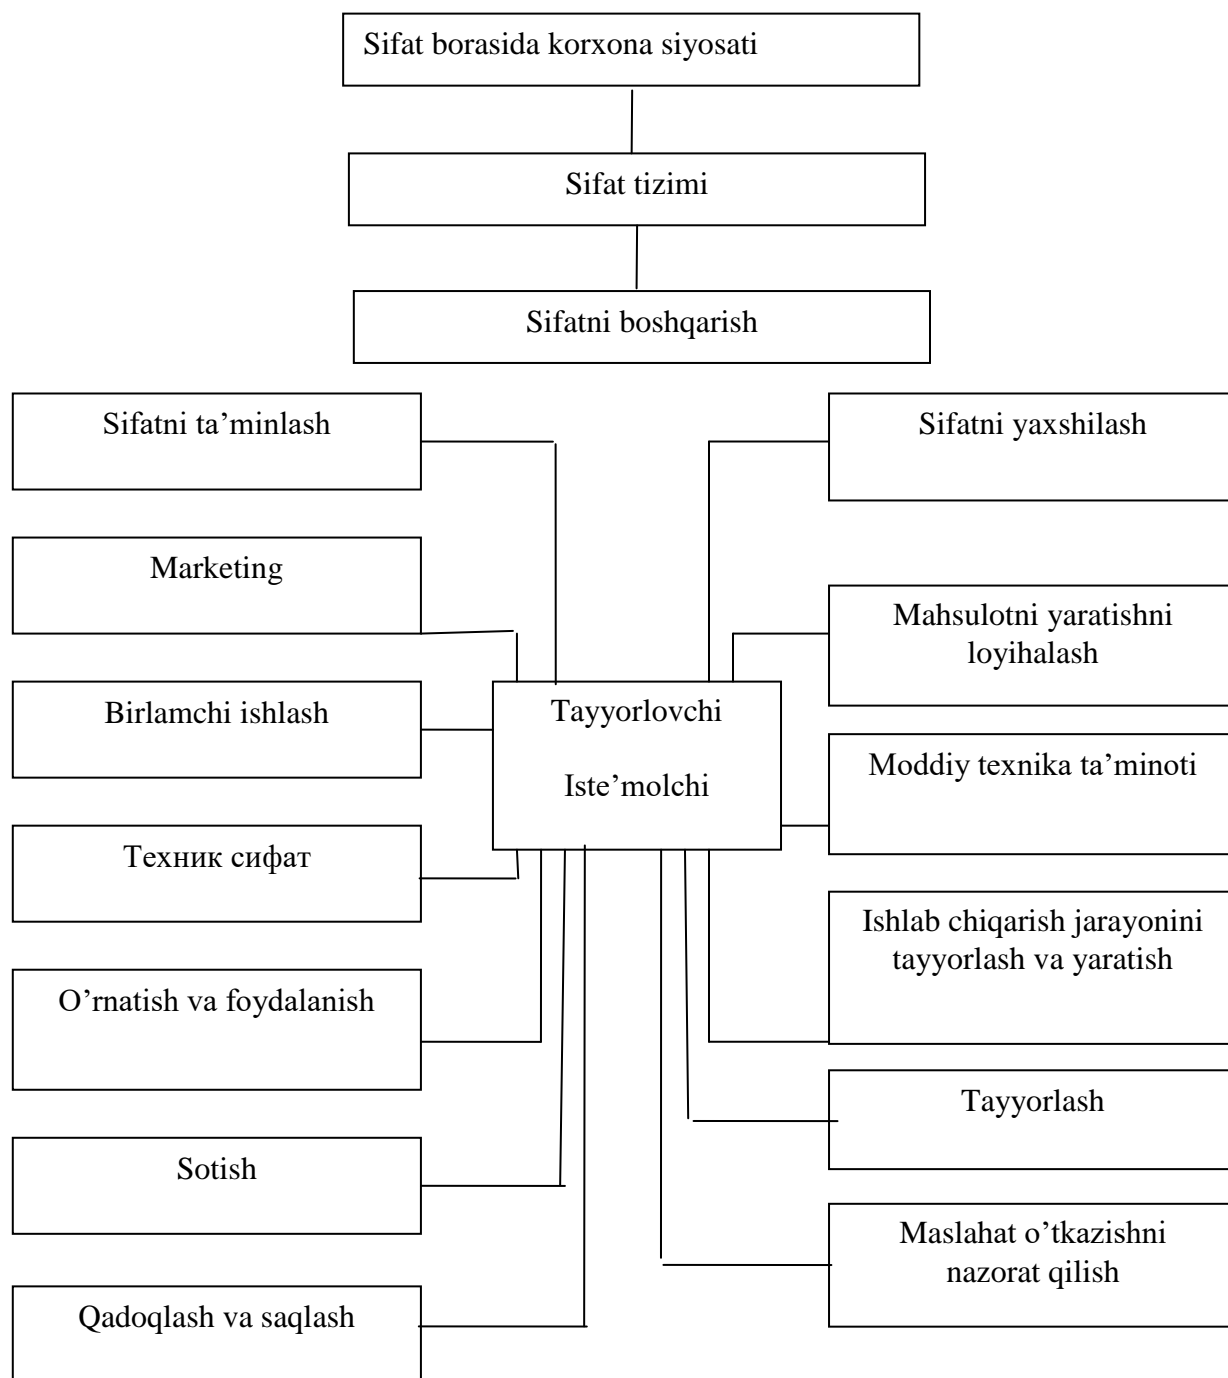 Sifat borasida korxona siyosati
Sifat tizimi
Sifatni boshqarish
Sifatni ta’minlash
Sifatni yaxshilash
Marketing
Mahsulotni yaratishni
loyihalash
Birlamchi ishlash
Tayyorlovchi
Iste’molchi
Moddiy texnika ta’minoti
Техник сифат
Ishlab chiqarish jarayonini
tayyorlash va yaratish
O’rnatish va foydalanish
Tayyorlash
Sotish
Maslahat o’tkazishni
nazorat qilish
Qadoqlash va saqlash